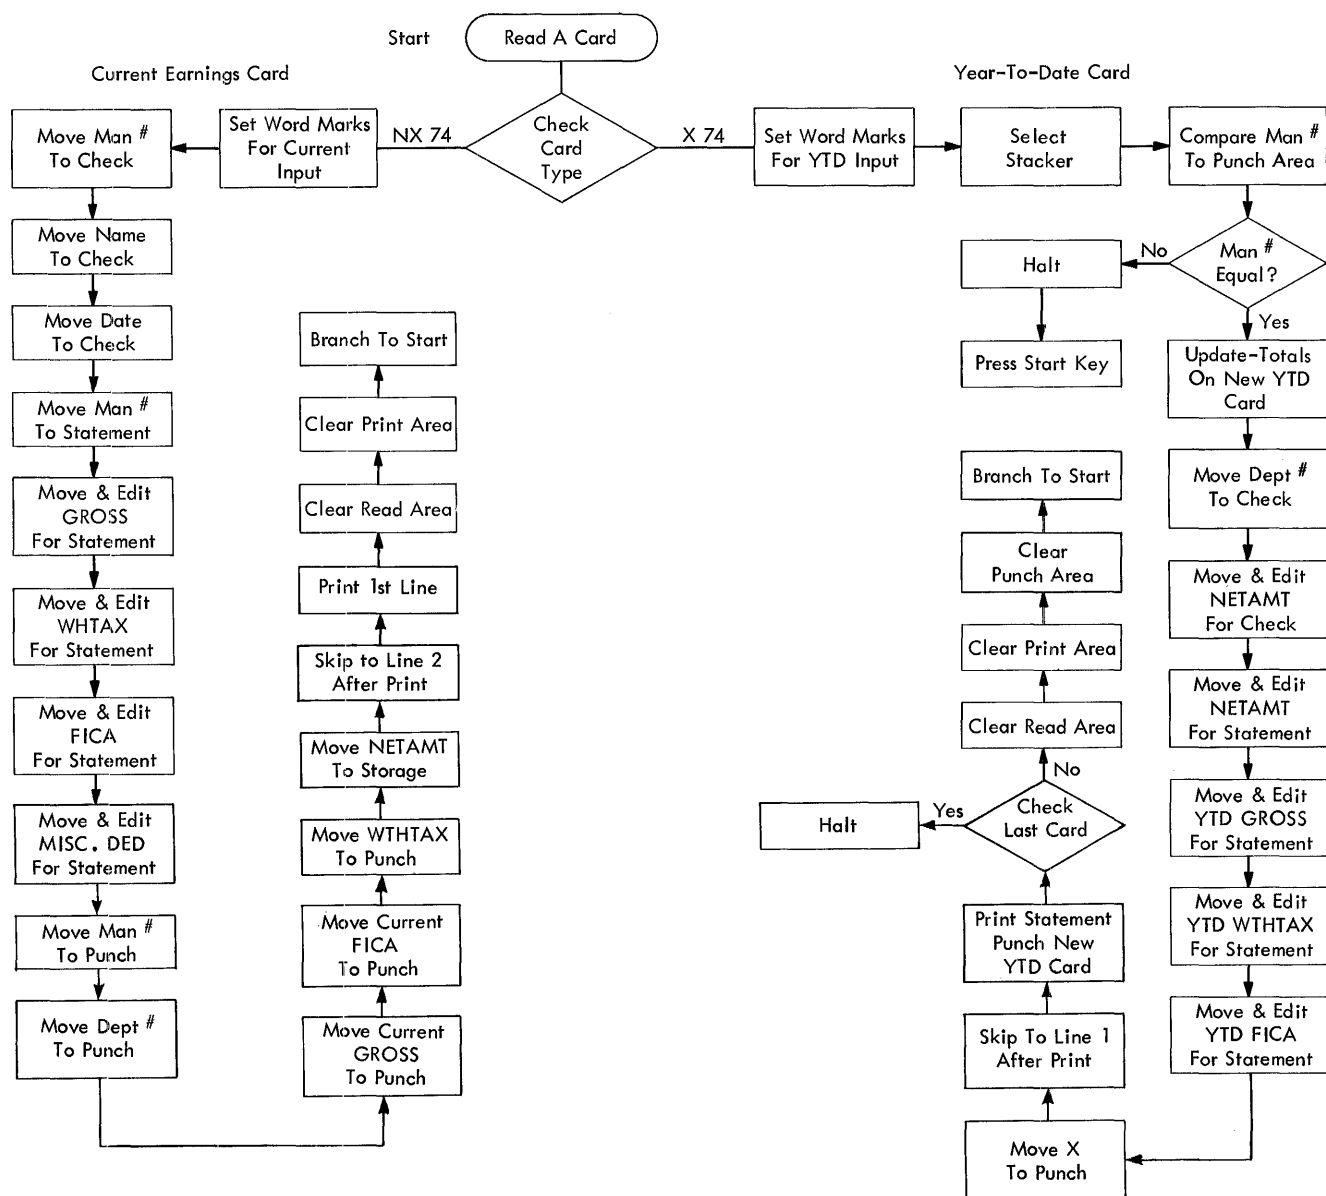 Start
Read A Card
Current Earnings Card
Year-To-Date Card
Check
Card
Type
NX 74
X 74
Set Word Marks
For Current
Input
Move Man #
To Check
Move Name
To Check
Move Date
To Check
Move Man #
To Statement
Move & Edit
GROSS
For Statement
Move & Edit
WHTAX
For Statement
Move & Edit
FICA
For Statement
Move & Edit
MISC. DED
For Statement
Move Man #
To Punch
Move Dept #
To Punch
Move Current
GROSS
To Punch
Move Current
FICA
To Punch
Move WTHTAX
To Punch
Move NETAMT
To Storage
Skip to Line 2
After Print
Print 1st Line
Clear Read Area
Clear Print Area
Branch To Start
Set Word Marks
For YTD Input
Select
Stacker
Compare Man #
To Punch Area
Man #
Equal?
No
Halt
Press Start Key
Yes
Update-Totals
On New YTD
Card
Move Dept #
To Check
Move & Edit
NETAMT
For Check
Move & Edit
NETAMT
For Statement
Move & Edit
YTD GROSS
For Statement
Move & Edit
YTD WTHTAX
For Statement
Move & Edit
YTD FICA
For Statement
Move X
To Punch
Skip To Line 1
After Print
Print Statement
Punch New
YTD Card
Check
Last Card
Yes
Halt
No
Clear Read Area
Clear Print Area
Clear
Punch Area
Branch To Start